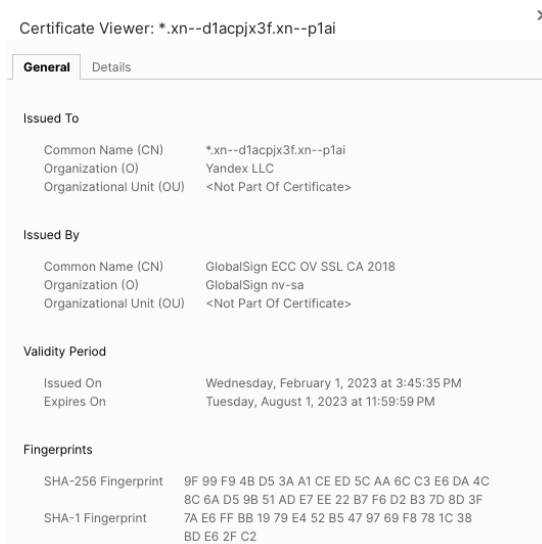 Certificate Viewer: *.xn--d1acpjx3f.xn--p1ai
General Details
Issued To
Common Name (CN) *.xn--d1acpjx3f.xn--p1ai
Organization (O) Yandex LLC
Organizational Unit (OU) <Not Part Of Certificate>
Issued By
Common Name (CN) GlobalSign ECC OV SSL CA 2018
Organization (O) GlobalSign nv-sa
Organizational Unit (OU) <Not Part Of Certificate>
Validity Period
Issued On Wednesday, February 1, 2023 at 3:45:35 PM
Expires On Tuesday, August 1, 2023 at 11:59:59 PM
Fingerprints
SHA-256 Fingerprint 9F 99 F9 4B D5 3A A1 CE ED 5C AA 6C C3 E6 DA 4C
8C 6A D5 9B 51 AD E7 EE 22 B7 F6 D2 B3 7D 8D 3F
SHA-1 Fingerprint 7A E6 FF BB 19 79 E4 52 B5 47 97 69 F8 78 1C 38
BD E6 2F C2